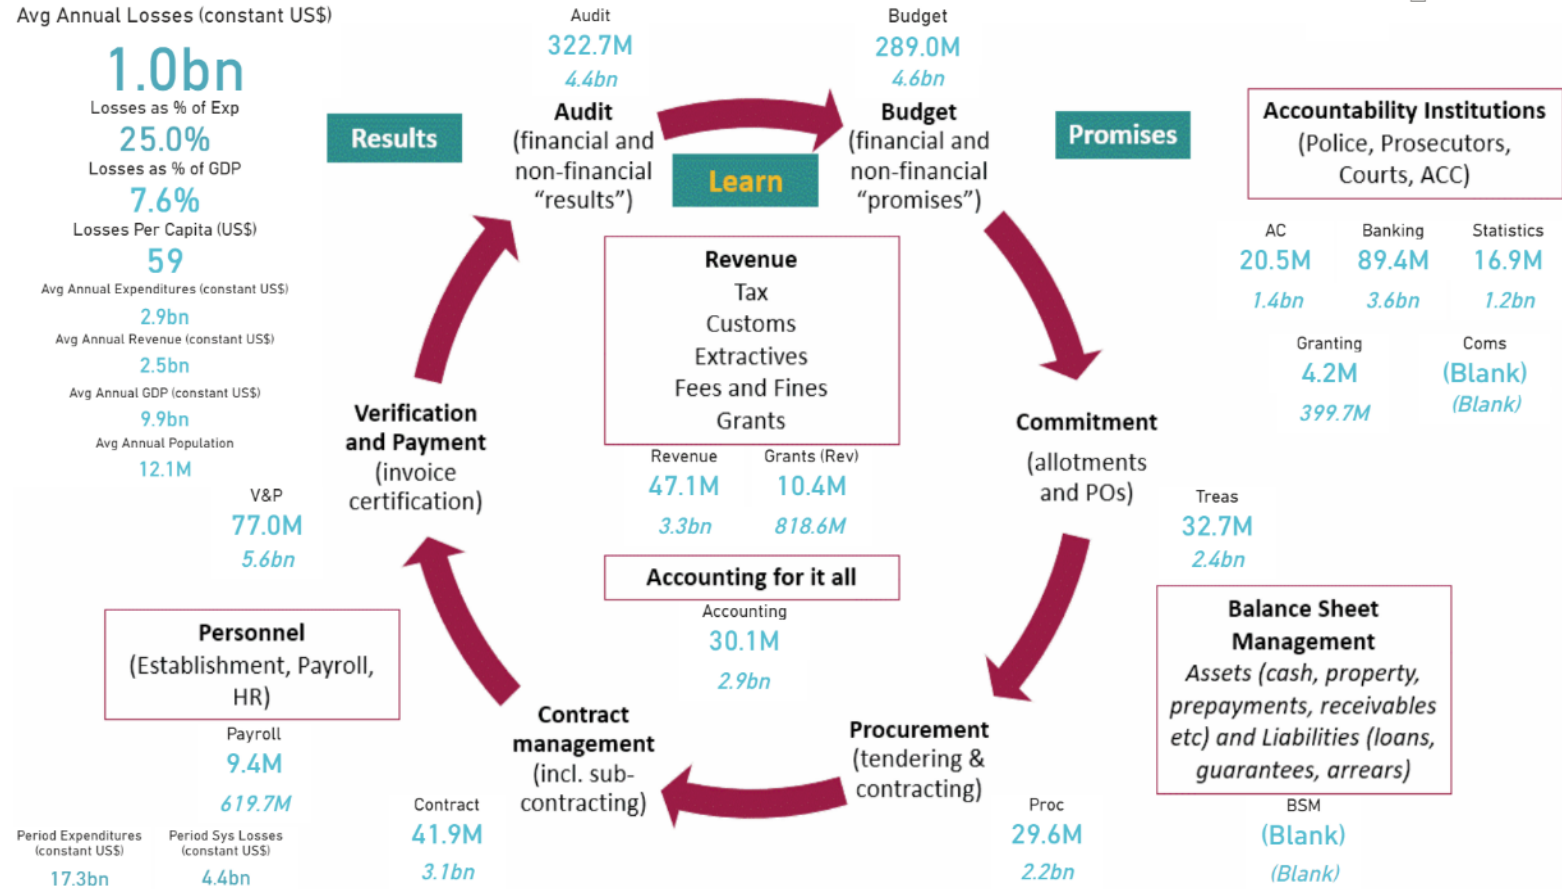 Avg Annual Losses (constant US$)
1.0bn
Losses as % of Exp
25.0%
Losses as % of GDP
7.6%
Losses Per Capita (US$)
59
Avg Annual Expenditures (constant US$)
2.9bn
Avg Annual Revenue (constant US$)
2.5bn
Avg Annual GDP (constant US$)
9.9bn
Avg Annual Population
12.1M
Results
Audit
322.7M
4.4bn
Audit
(financial and
non-financial
“results”)
Learn
Budget
289.0M
4.6bn
Budget
(financial and
non-financial
“promises”)
Promises
Accountability Institutions
(Police, Prosecutors,
Courts, ACC)
AC
20.5M
1.4bn
Banking
89.4M
3.6bn
Statistics
16.9M
1.2bn
Granting
4.2M
399.7M
Coms
(Blank)
(Blank)
Revenue
Tax
Customs
Extractives
Fees and Fines
Grants
Revenue
47.1M
3.3bn
Grants (Rev)
10.4M
818.6M
Commitment
(allotments
and POs)
Treas
32.7M
2.4bn
Verification
and Payment
(invoice
certification)
V&P
77.0M
5.6bn
Accounting for it all
Accounting
30.1M
2.9bn
Balance Sheet
Management
Assets (cash, property,
prepayments, receivables
etc) and Liabilities (loans,
guarantees, arrears)
BSM
(Blank)
(Blank)
Personnel
(Establishment, Payroll,
HR)
Payroll
9.4M
619.7M
Contract
management
(incl. sub-
contracting)
Contract
41.9M
3.1bn
Procurement
(tendering &
contracting)
Proc
29.6M
2.2bn
Period Expenditures
(constant US$)
17.3bn
Period Sys Losses
(constant US$)
4.4bn